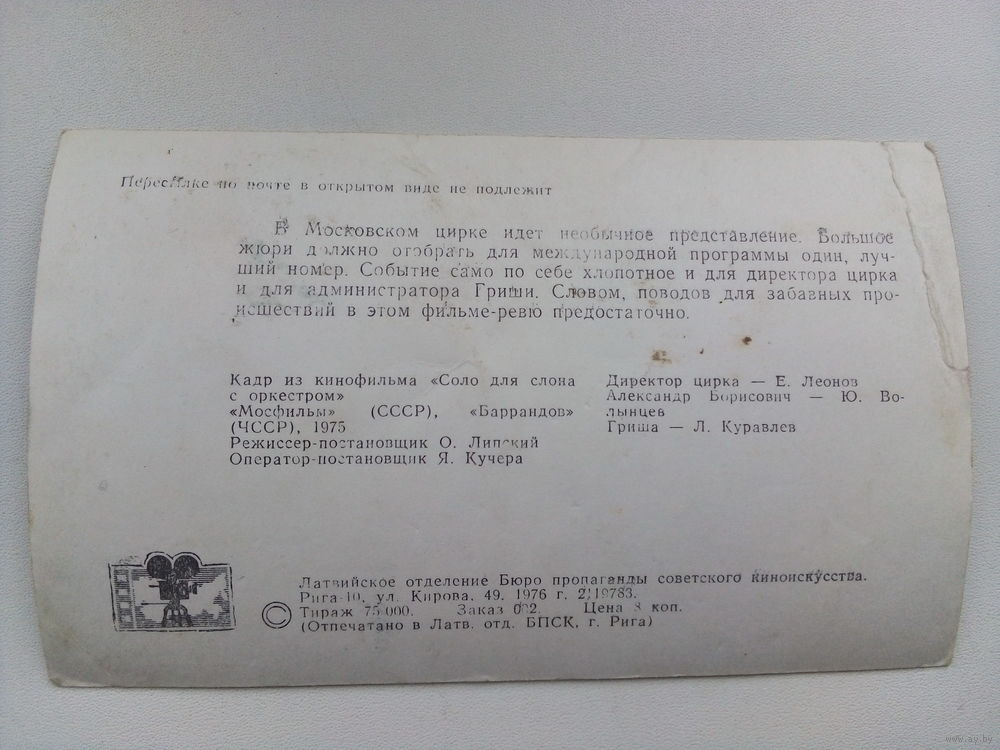 Пересылке по почте в открытом виде не подлежит
В Московском цирке идет необычное представление. Большое
жюри должно отобрать для международной программы один, луч-
ший номер. Событие само по себе хлопотное и для директора цирка
и для администратора Гриши. Словом, поводов для забавных про-
исшествий в этом фильме-ревю предостаточно.
Кадр из кинофильма «Соло для слона
с оркестром»
«Мосфильм» (СССР), «Баррандов»
(ЧССР), 1975
Режиссер-постановщик О. Липский
Оператор-постановщик Я. Кучера
Директор цирка — Е. Леонов
Александр Борисович — Ю. Во-
лынцев
Гриша — Л. Куравлев
Латвийское отделение Бюро пропаганды советского киноискусства.
Рига-10, ул. Кирова, 49. 1976 г.
© Тираж 75 000. Заказ Цена 8 коп.
(Отпечатано в Латв. отд. БПСК, г. Рига)
www.ay.by